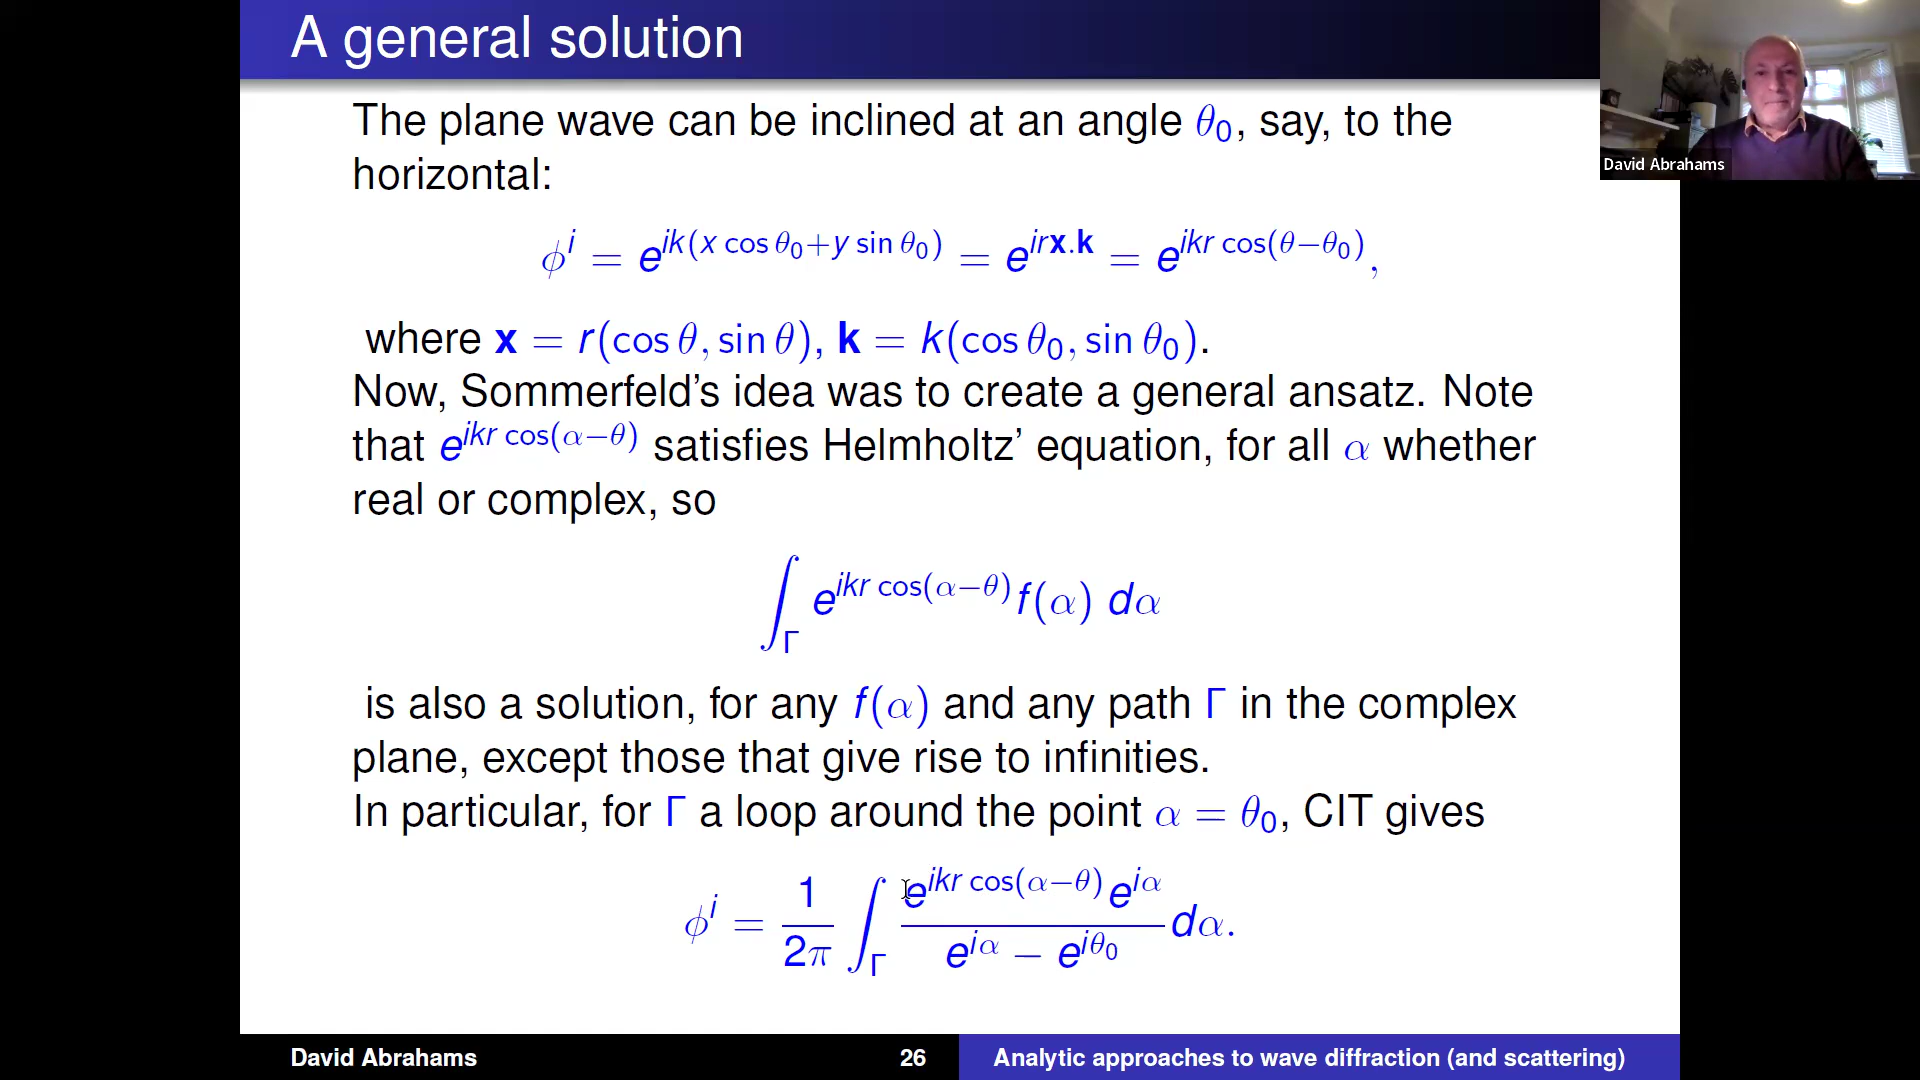 A general solution
David Abrahams
The plane wave can be inclined at an angle θ₀, say, to the
horizontal:
ϕ^i = e^{ik(x cos θ₀+y sin θ₀)} = e^{ir𝐱.𝐤} = e^{ikr cos(θ−θ₀)},
where 𝐱 = r(cos θ, sin θ), 𝐤 = k(cos θ₀, sin θ₀).
Now, Sommerfeld's idea was to create a general ansatz. Note
that e^{ikr cos(α−θ)} satisfies Helmholtz' equation, for all α whether
real or complex, so
∫_Γ e^{ikr cos(α−θ)} f(α) dα
is also a solution, for any f(α) and any path Γ in the complex
plane, except those that give rise to infinities.
In particular, for Γ a loop around the point α = θ₀, CIT gives
ϕ^i = \frac{1}{2π} ∫_Γ \frac{e^{ikr cos(α−θ)} e^{iα}}{e^{iα} − e^{iθ₀}} dα.
David Abrahams 26 Analytic approaches to wave diffraction (and scattering)